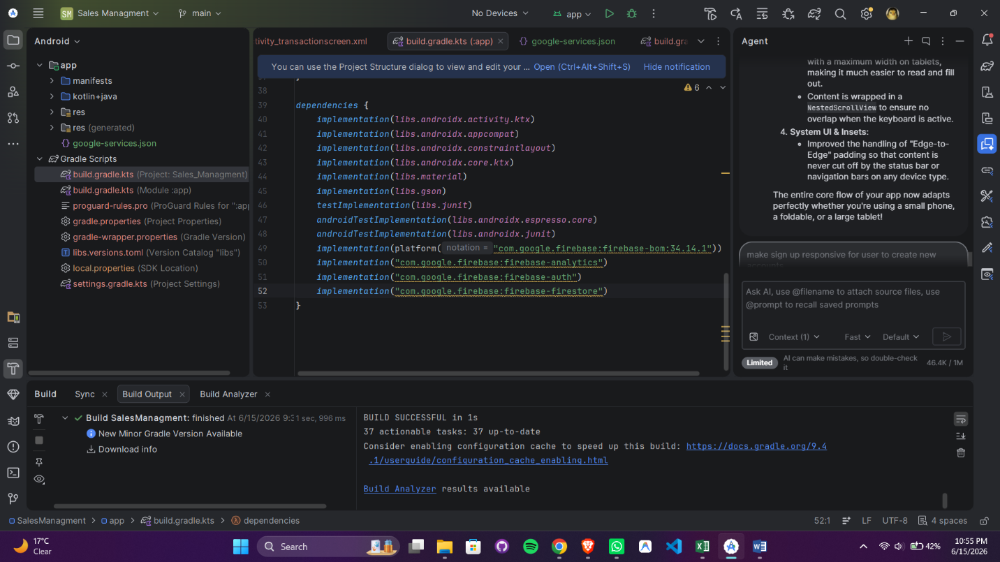 SM Sales Managment
main
No Devices
app
Android
app
manifests
kotlin+java
res
res (generated)
google-services.json
Gradle Scripts
build.gradle.kts (Project: Sales_Managment)
build.gradle.kts (Module :app)
proguard-rules.pro (ProGuard Rules for ":app
gradle.properties (Project Properties)
gradle-wrapper.properties (Gradle Version)
libs.versions.toml (Version Catalog "libs")
local.properties (SDK Location)
settings.gradle.kts (Project Settings)
tivity_transactionscreen.xml
build.gradle.kts (:app)
google-services.json
build.gra
You can use the Project Structure dialog to view and edit your ... Open (Ctrl+Alt+Shift+S) Hide notification
6
38
39 dependencies {
40 implementation(libs.androidx.activity.ktx)
41 implementation(libs.androidx.appcompat)
42 implementation(libs.androidx.constraintlayout)
43 implementation(libs.androidx.core.ktx)
44 implementation(libs.material)
45 implementation(libs.gson)
46 testImplementation(libs.junit)
47 androidTestImplementation(libs.androidx.espresso.core)
48 androidTestImplementation(libs.androidx.junit)
49 implementation(platform( notation = "com.google.firebase:firebase-bom:34.14.1"))
50 implementation("com.google.firebase:firebase-analytics")
51 implementation("com.google.firebase:firebase-auth")
52 implementation("com.google.firebase:firebase-firestore")
53 }
Agent
with a maximum width on tablets,
making it much easier to read and fill
out.
• Content is wrapped in a
NestedScrollView to ensure no
overlap when the keyboard is active.
4. System UI & Insets:
• Improved the handling of "Edge-to-
Edge" padding so that content is
never cut off by the status bar or
navigation bars on any device type.
The entire core flow of your app now adapts
perfectly whether you're using a small phone,
a foldable, or a large tablet!
make sign up responsive for user to create new
accounts
Ask AI, use @filename to attach source files, use
@prompt to recall saved prompts
Context (1)
Fast
Default
Limited
AI can make mistakes, so double-check
it
46.4K / 1M
Build
Sync
Build Output
Build Analyzer
Build SalesManagment: finished At 6/15/2026 9:3 1 sec, 996 ms
New Minor Gradle Version Available
Download info
BUILD SUCCESSFUL in 1s
37 actionable tasks: 37 up-to-date
Consider enabling configuration cache to speed up this build: https://docs.gradle.org/9.4
.1/userguide/configuration_cache_enabling.html
Build Analyzer results available
SalesManagment > app > build.gradle.kts > dependencies
52:1
LF
UTF-8
4 spaces
17°C
Clear
Search
42%
10:55 PM
6/15/2026